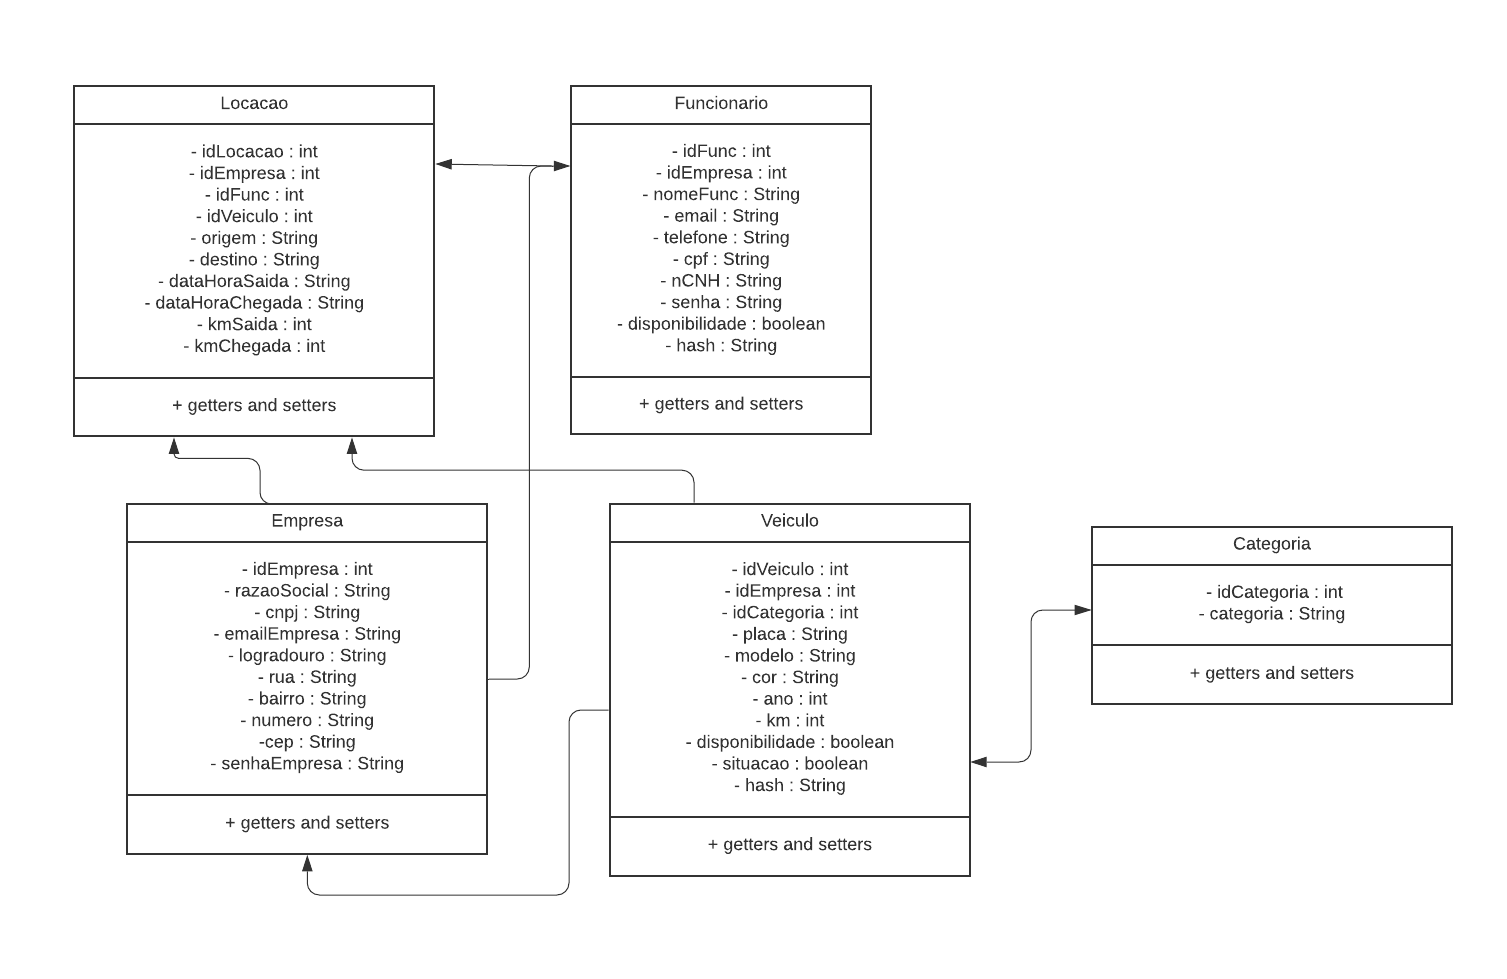 Locacao
- idLocacao : int
- idEmpresa : int
- idFunc : int
- idVeiculo : int
- origem : String
- destino : String
- dataHoraSaida : String
- dataHoraChegada : String
- kmSaida : int
- kmChegada : int
+ getters and setters
Funcionario
- idFunc : int
- idEmpresa : int
- nomeFunc : String
- email : String
- telefone : String
- cpf : String
- nCNH : String
- senha : String
- disponibilidade : boolean
- hash : String
+ getters and setters
Empresa
- idEmpresa : int
- razaoSocial : String
- cnpj : String
- emailEmpresa : String
- logradouro : String
- rua : String
- bairro : String
- numero : String
-cep : String
- senhaEmpresa : String
+ getters and setters
Veiculo
- idVeiculo : int
- idEmpresa : int
- idCategoria : int
- placa : String
- modelo : String
- cor : String
- ano : int
- km : int
- disponibilidade : boolean
- situacao : boolean
- hash : String
+ getters and setters
Categoria
- idCategoria : int
- categoria : String
+ getters and setters